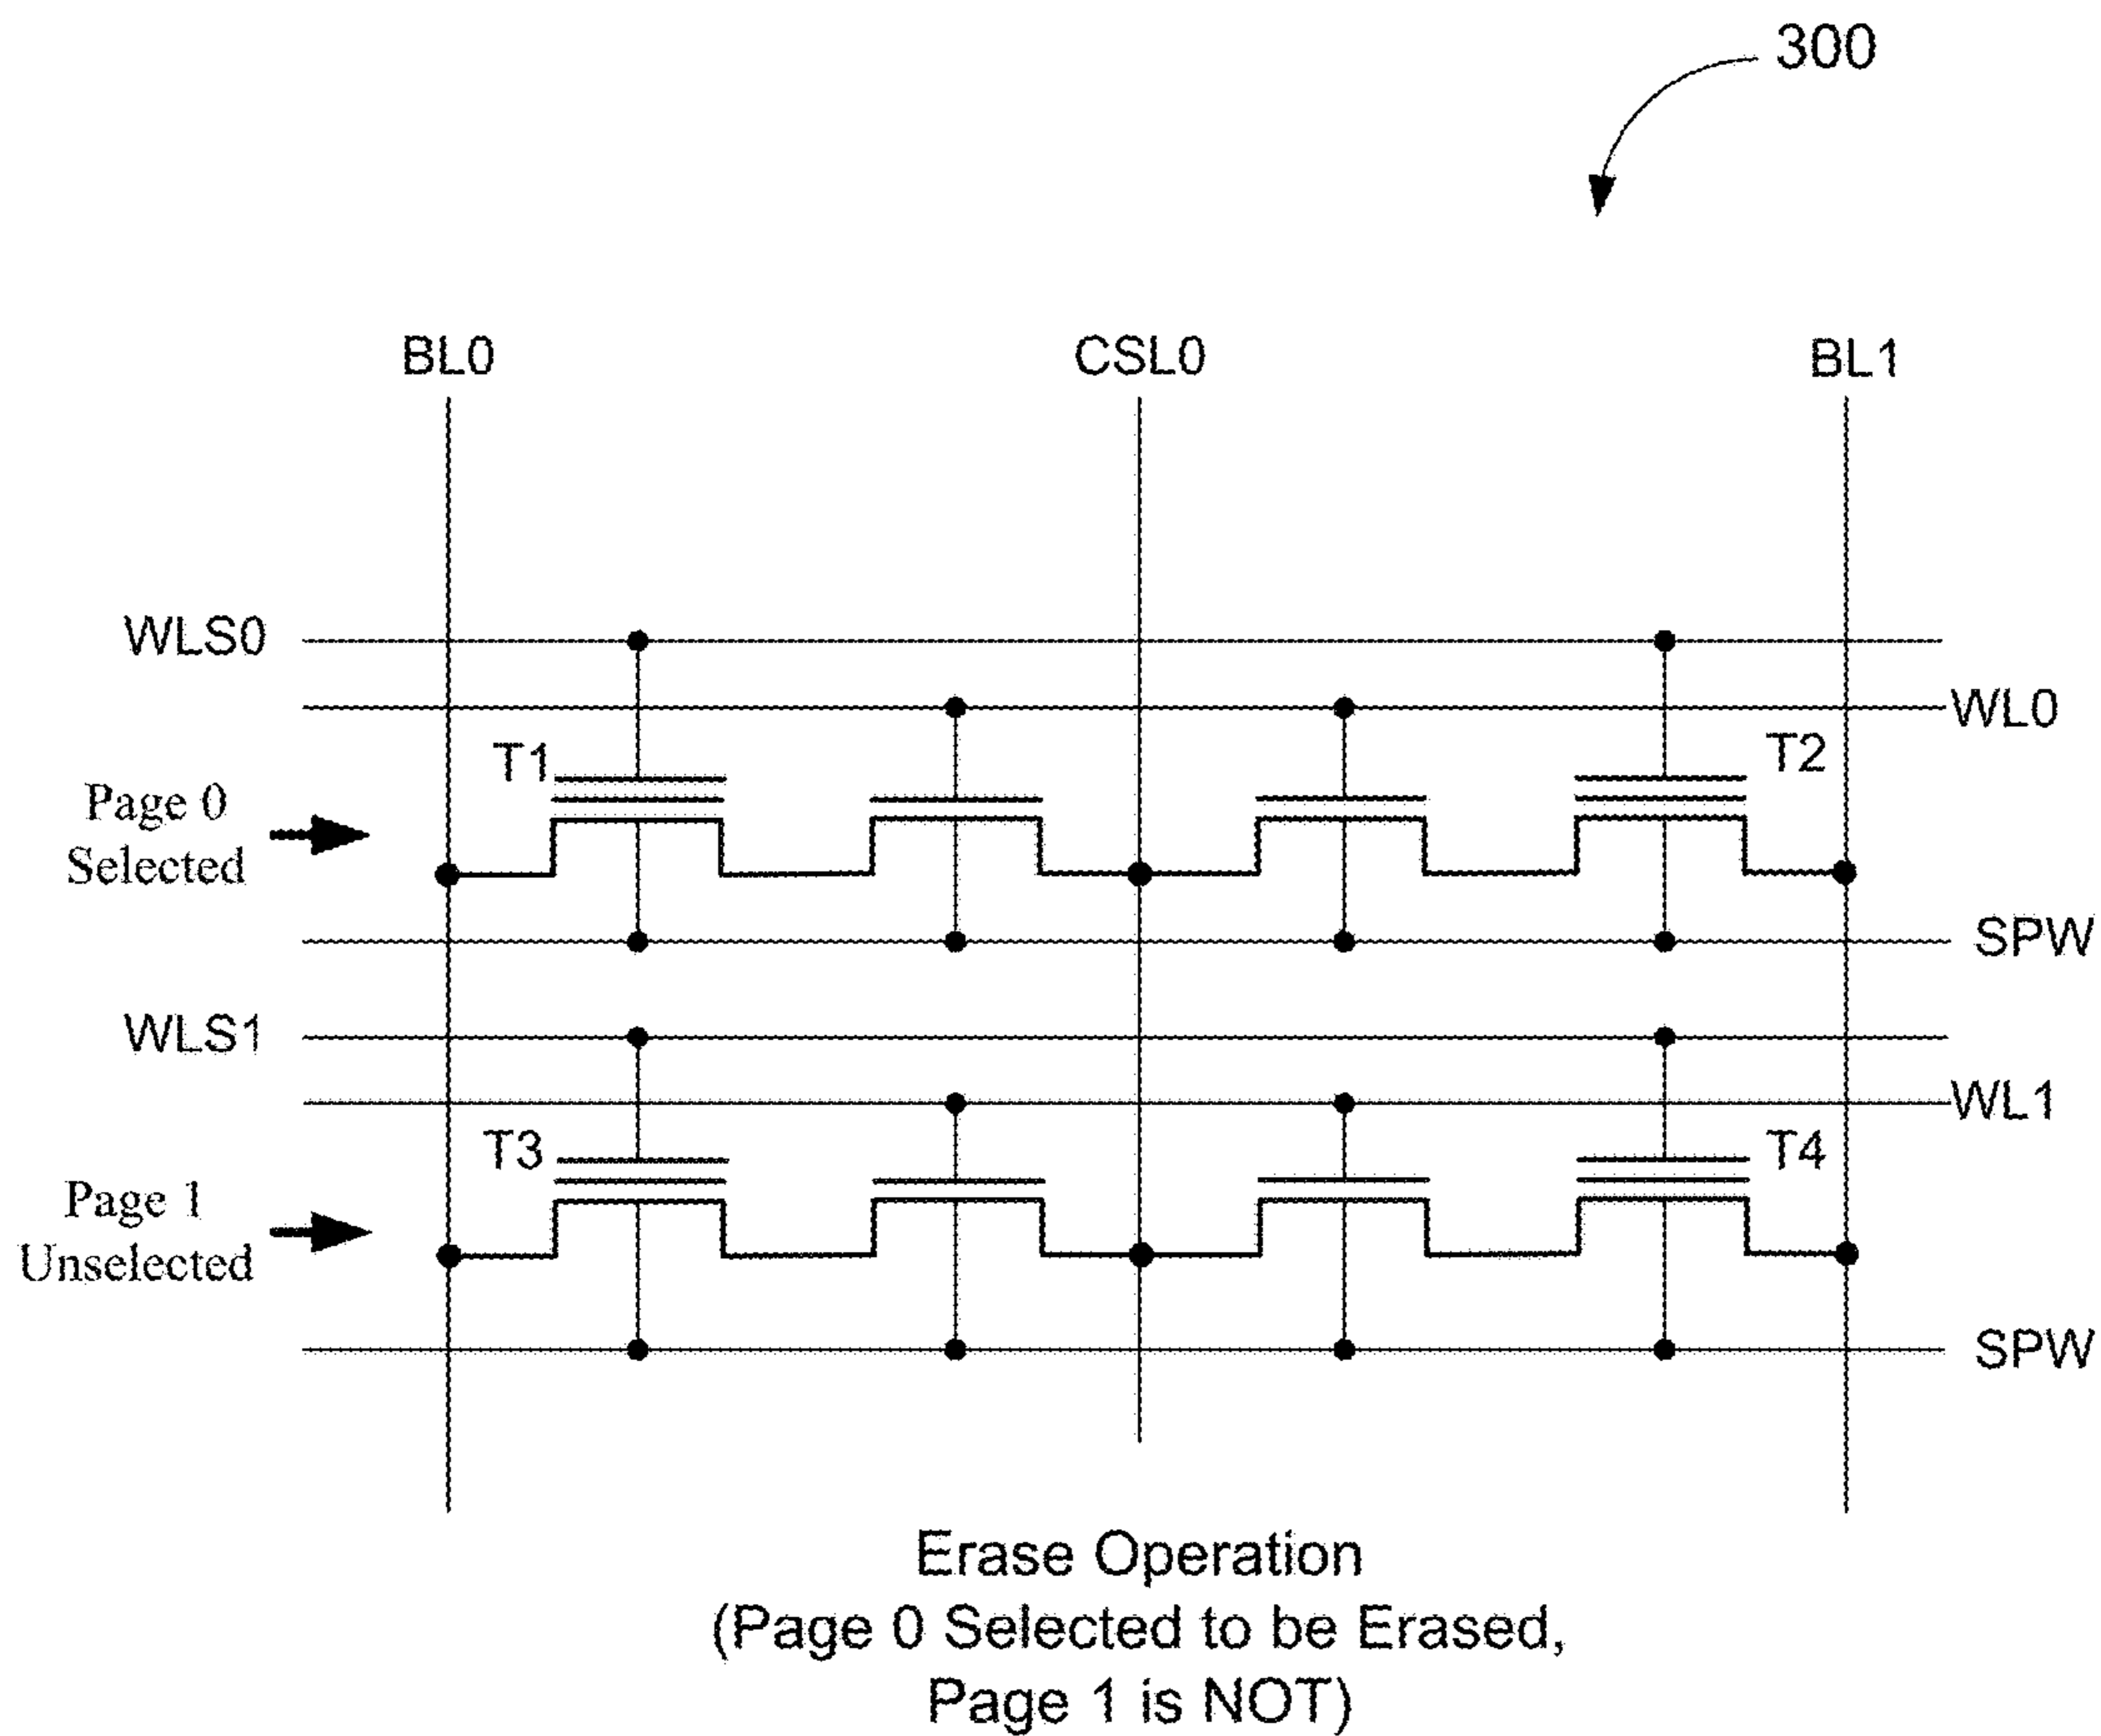 300
BL0
CSL0
BL1
WLS0
WL0
T1
T2
Page 0
Selected
SPW
WLS1
WL1
T3
T4
Page 1
Unselected
SPW
Erase Operation
(Page 0 Selected to be Erased,
Page 1 is NOT)